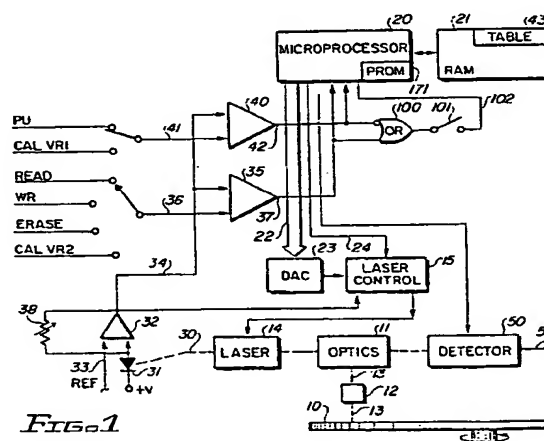 20
21
43
MICROPROCESSOR
TABLE
PROM
RAM
40
171
100
101
102
PU
41
42
OR
CAL VR1
35
READ
36
37
WR
22
23
24
15
ERASE
34
DAC
LASER CONTROL
CAL VR2
38
32
30
14
11
50
LASER
OPTICS
DETECTOR
5
33
31
13
REF
+V
12
10
13
FIG. 1